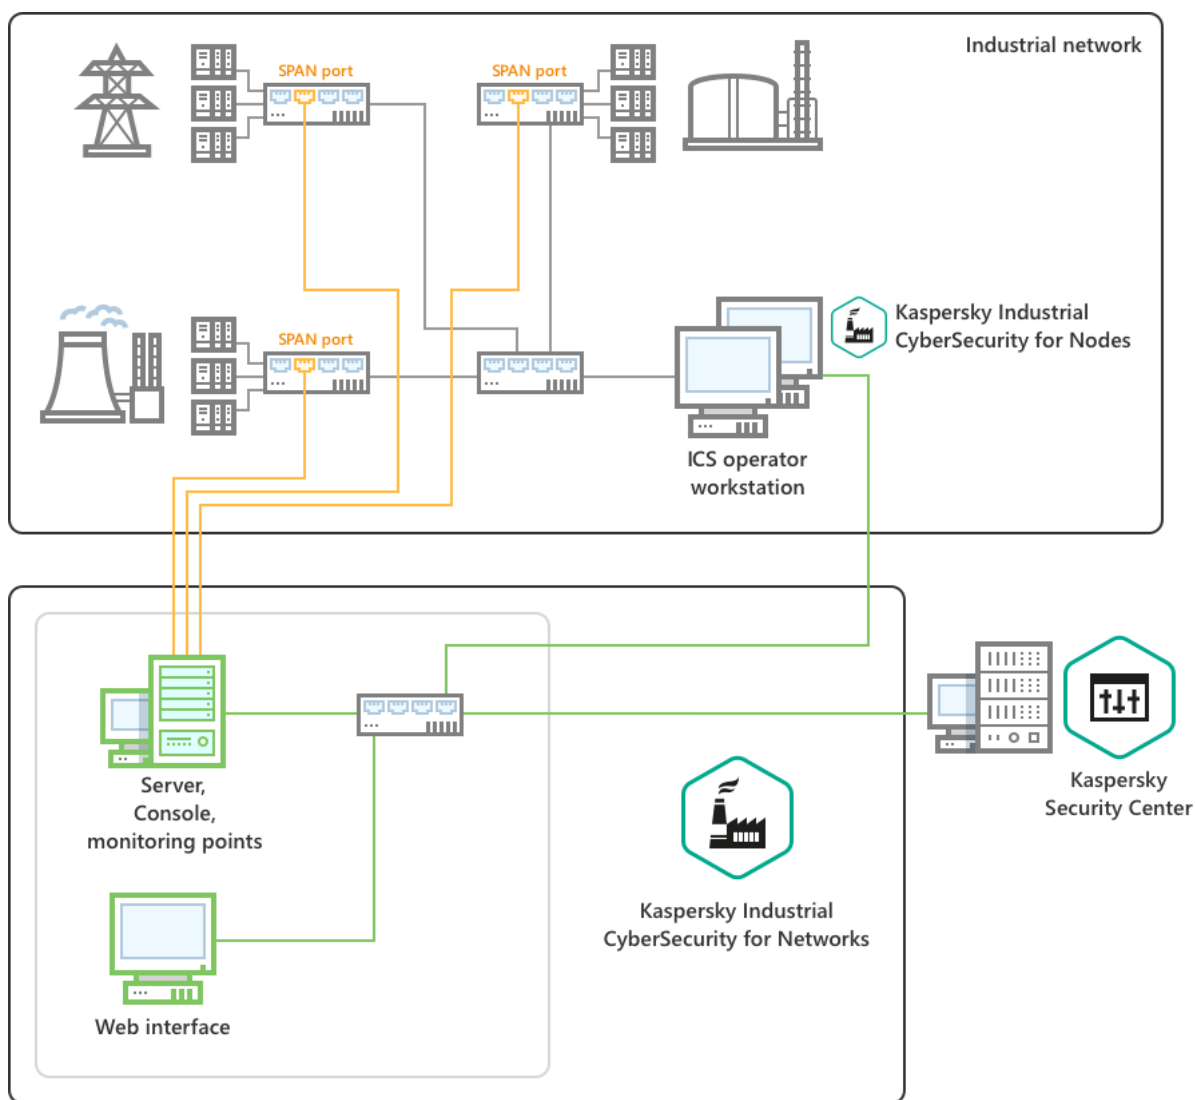 Industrial network
SPAN port
SPAN port
Kaspersky Industrial
CyberSecurity for Nodes
SPAN port
ICS operator
workstation
Server,
Console,
monitoring points
Kaspersky
Security Center
Kaspersky Industrial
CyberSecurity for Networks
Web interface